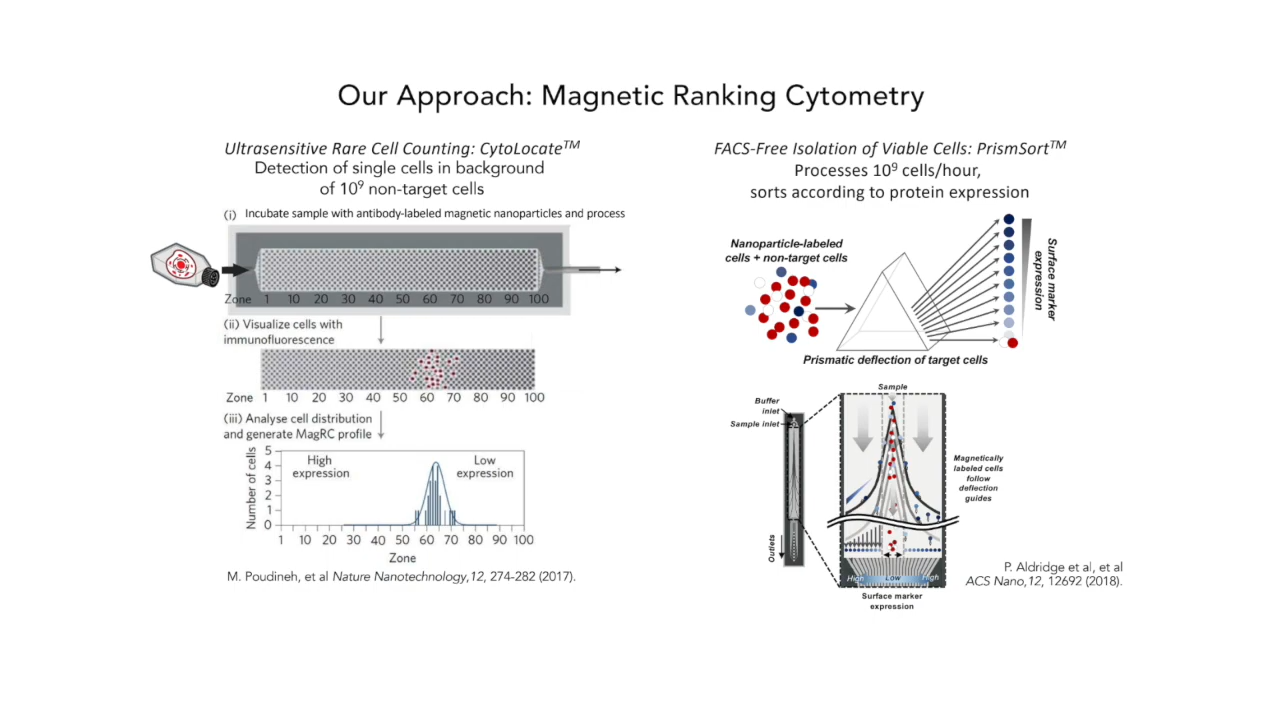 Our Approach: Magnetic Ranking Cytometry
Ultrasensitive Rare Cell Counting: CytoLocate™
Detection of single cells in background
of 10⁹ non-target cells
(i) Incubate sample with antibody-labeled magnetic nanoparticles and process
Zone 1 10 20 30 40 50 60 70 80 90 100
(ii) Visualize cells with
immunofluorescence
Zone 1 10 20 30 40 50 60 70 80 90 100
(iii) Analyse cell distribution
and generate MagRC profile
Number of cells
5
4
3
2
1
0
High
expression
Low
expression
1 10 20 30 40 50 60 70 80 90 100
Zone
M. Poudineh, et al Nature Nanotechnology,12, 274-282 (2017).
FACS-Free Isolation of Viable Cells: PrismSort™
Processes 10⁹ cells/hour,
sorts according to protein expression
Nanoparticle-labeled
cells + non-target cells
Surface marker
expression
Prismatic deflection of target cells
Sample
Buffer
inlet
Sample inlet
Outlets
Magnetically
labeled cells
follow
deflection
guides
High Low High
Surface marker
expression
P. Aldridge et al, et al
ACS Nano,12, 12692 (2018).